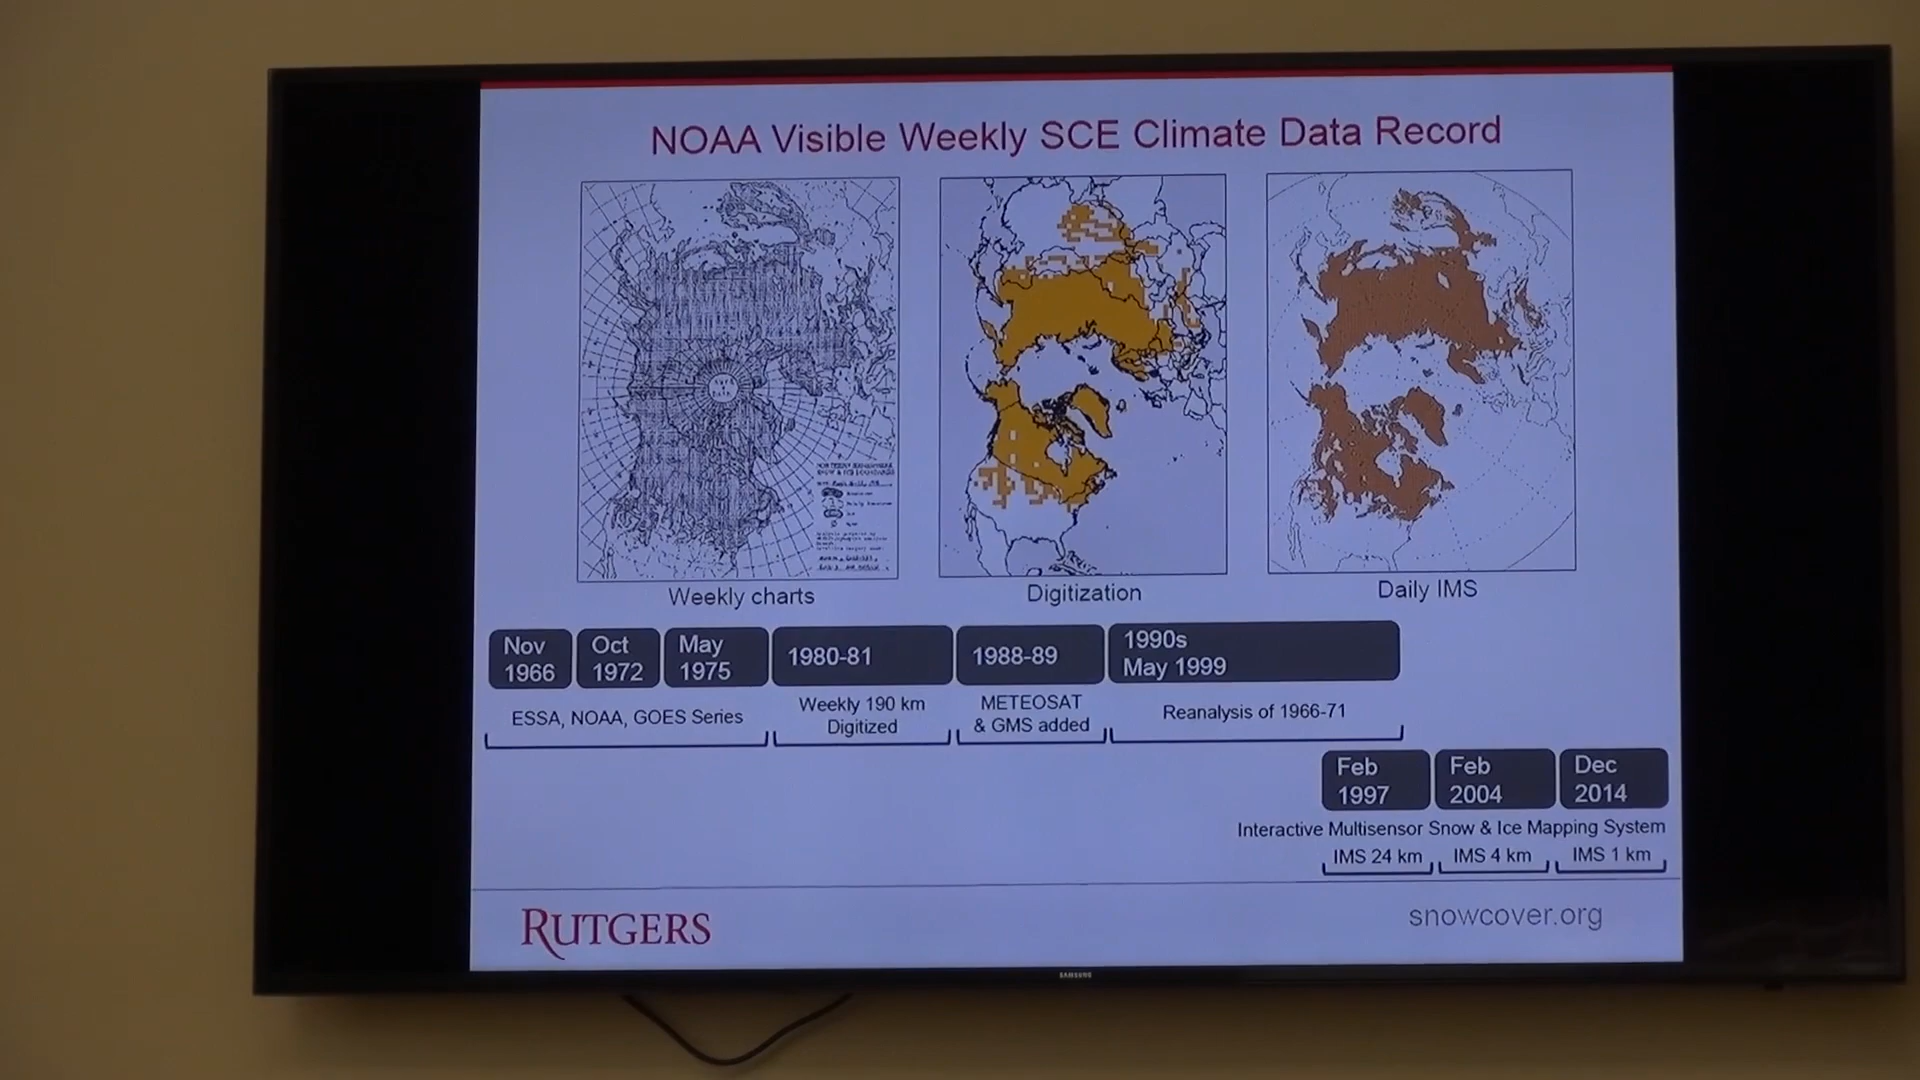 NOAA Visible Weekly SCE Climate Data Record
Weekly charts
Digitization
Daily IMS
Nov
1966
Oct
1972
May
1975
1980-81
1988-89
1990s
May 1999
ESSA, NOAA, GOES Series
Weekly 190 km
Digitized
METEOSAT
& GMS added
Reanalysis of 1966-71
Feb
1997
Feb
2004
Dec
2014
Interactive Multisensor Snow & Ice Mapping System
IMS 24 km
IMS 4 km
IMS 1 km
RUTGERS
snowcover.org
SAMSUNG